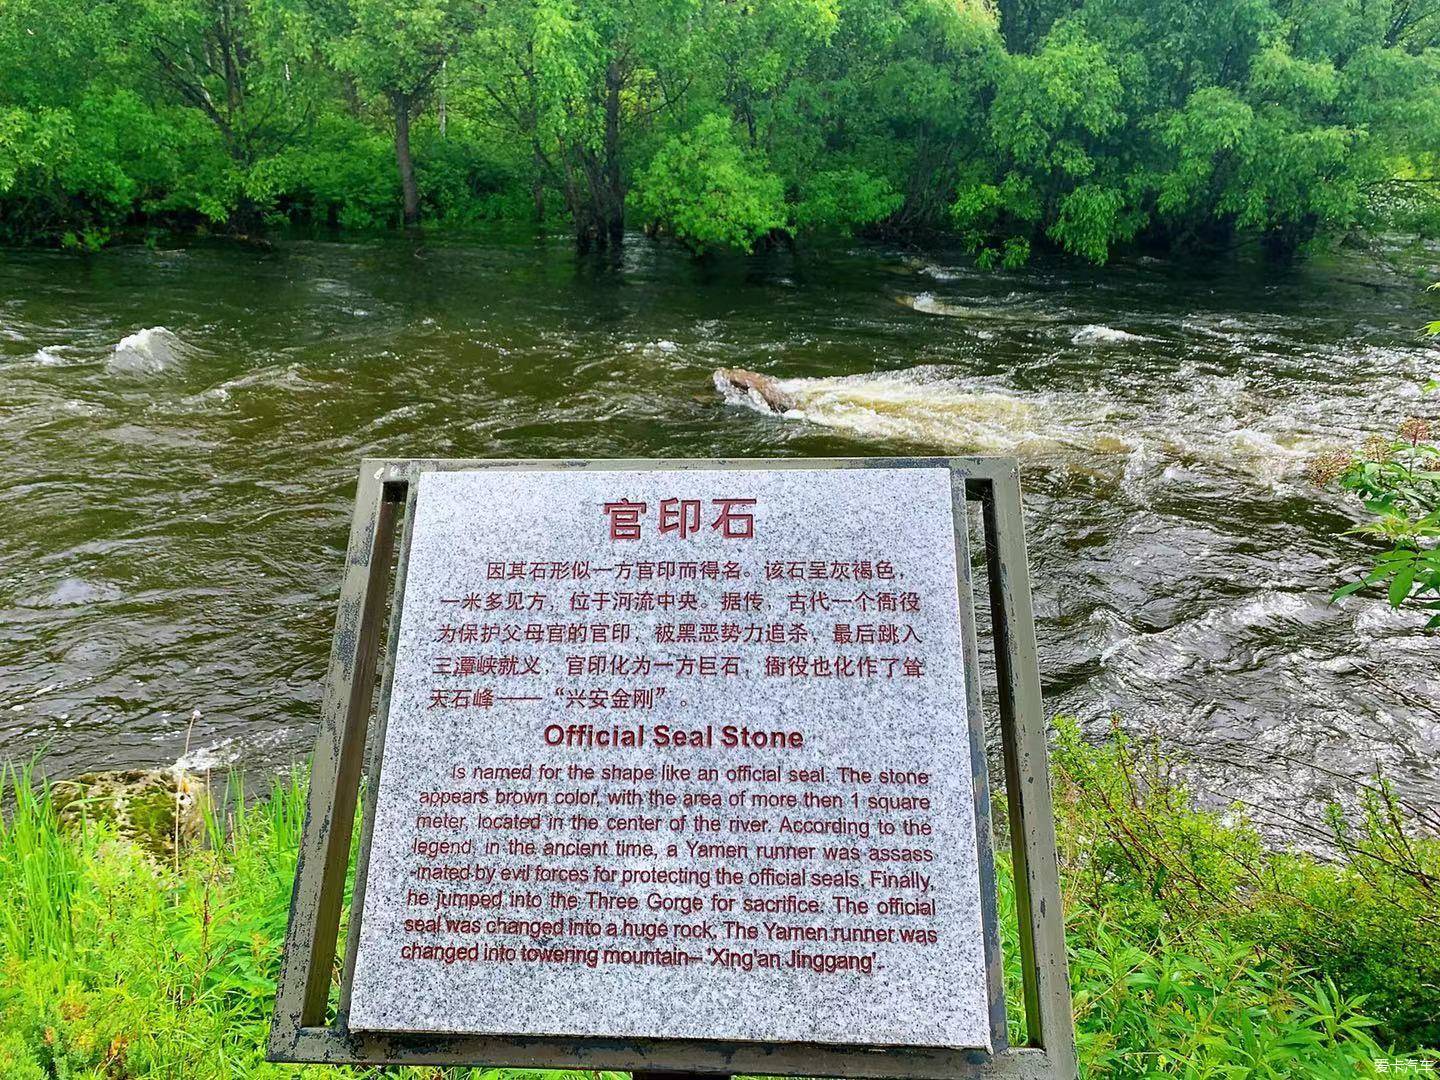 官印石
因其石形似一方官印而得名。该石呈灰褐色，
一米多见方，位于河流中央。据传，古代一个衙役
为保护父母官的官印，被黑恶势力追杀，最后跳入
三潭峡就义，官印化为一方巨石，衙役也化作了耸
天石峰——“兴安金刚”。
Official Seal Stone
Is named for the shape like an official seal. The stone
appears brown color, with the area of more then 1 square
meter, located in the center of the river. According to the
legend, in the ancient time, a Yamen runner was assass
-inated by evil forces for protecting the official seals. Finally,
he jumped into the Three Gorge for sacrifice. The official
seal was changed into a huge rock. The Yamen runner was
changed into towering mountain—'Xing'an Jinggang'.
爱卡汽车